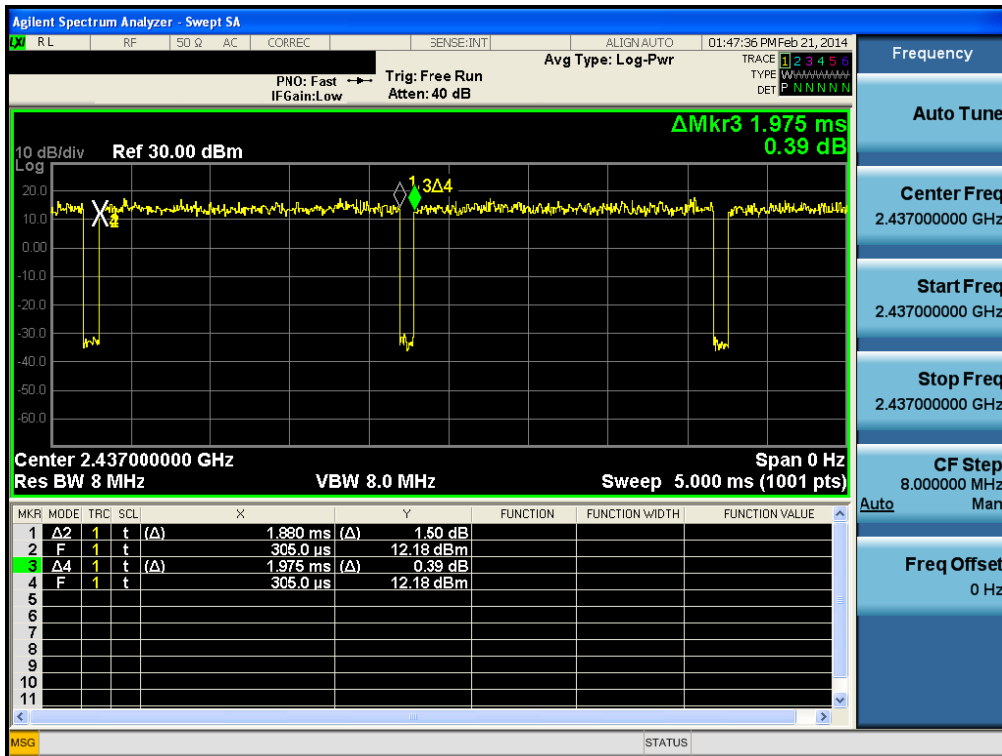 Agilent Spectrum Analyzer - Swept SA
LXI RL RF 50 Ω AC CORREC SENSE:INT ALIGN AUTO 01:47:36 PM Feb 21, 2014
Avg Type: Log-Pwr
TRACE 1 2 3 4 5 6
PNO: Fast Trig: Free Run
TYPE WWWWWW
IFGain:Low Atten: 40 dB
DET P N N N N N
ΔMkr3 1.975 ms
0.39 dB
10 dB/div Ref 30.00 dBm
Log
20.0
10.0
0.00
-10.0
-20.0
-30.0
-40.0
-50.0
-60.0
1 3Δ4
Center 2.437000000 GHz Span 0 Hz
Res BW 8 MHz VBW 8.0 MHz Sweep 5.000 ms (1001 pts)
MKR MODE TRC SCL X Y FUNCTION FUNCTION WIDTH FUNCTION VALUE
1 Δ2 1 t (Δ) 1.880 ms (Δ) 1.50 dB
2 F 1 t 305.0 µs 12.18 dBm
3 Δ4 1 t (Δ) 1.975 ms (Δ) 0.39 dB
4 F 1 t 305.0 µs 12.18 dBm
5
6
7
8
9
10
11
MSG STATUS
Frequency
Auto Tune
Center Freq
2.437000000 GHz
Start Freq
2.437000000 GHz
Stop Freq
2.437000000 GHz
CF Step
8.000000 MHz
Auto Man
Freq Offset
0 Hz